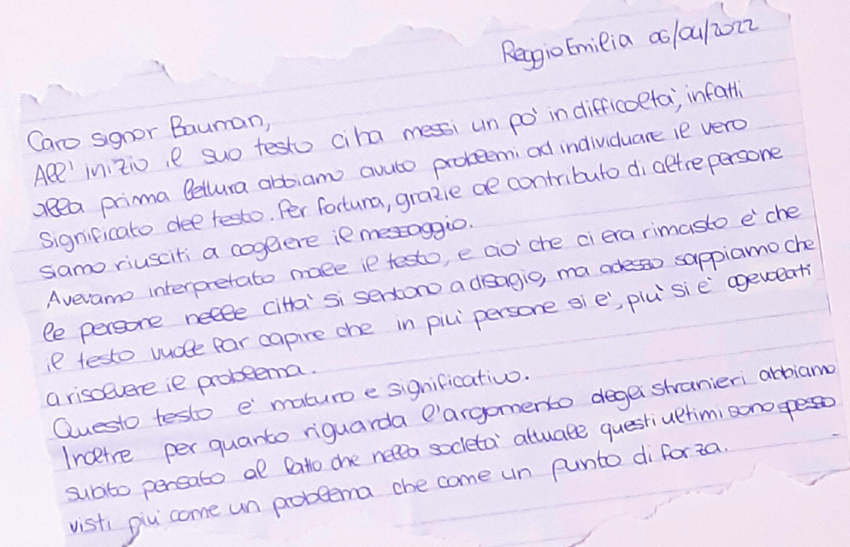 Reggio Emilia 06/04/2022
Caro signor Bauman,
All' inizio il suo testo ci ha messi un po' in difficoltà, infatti
alla prima lettura abbiamo avuto problemi ad individuare il vero
significato del testo. Per fortuna, grazie al contributo di altre persone
siamo riusciti a cogliere il messaggio.
Avevamo interpretato male il testo, e ciò che ci era rimasto è che
le persone nelle città si sentono a disagio, ma adesso sappiamo che
il testo vuole far capire che in più persone si è, più si è agevolati
a risolvere il problema.
Questo testo è maturo e significativo.
Inoltre per quanto riguarda l'argomento degli stranieri abbiamo
subito pensato al fatto che nella società attuale questi ultimi sono spesso
visti più come un problema che come un punto di forza.